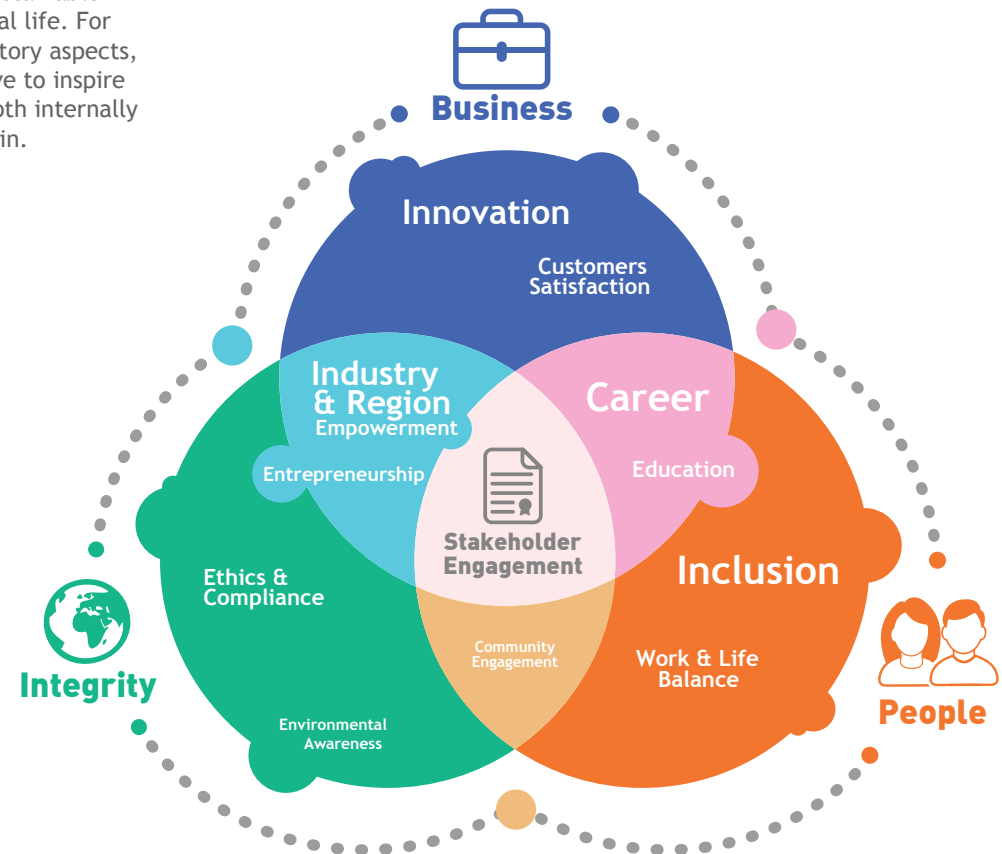 al life. For
tory aspects,
ve to inspire
oth internally
in.
Business
Innovation
Customers
Satisfaction
Industry
& Region
Empowerment
Entrepreneurship
Career
Education
Stakeholder
Engagement
Ethics &
Compliance
Inclusion
Integrity
Community
Engagement
Work & Life
Balance
People
Environmental
Awareness